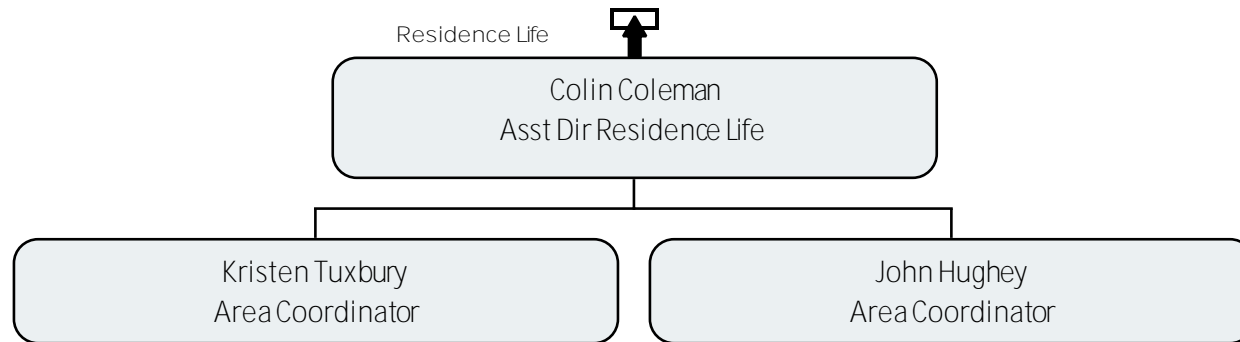 Residence Life
Colin Coleman
Asst Dir Residence Life
Kristen Tuxbury
Area Coordinator
John Hughey
Area Coordinator